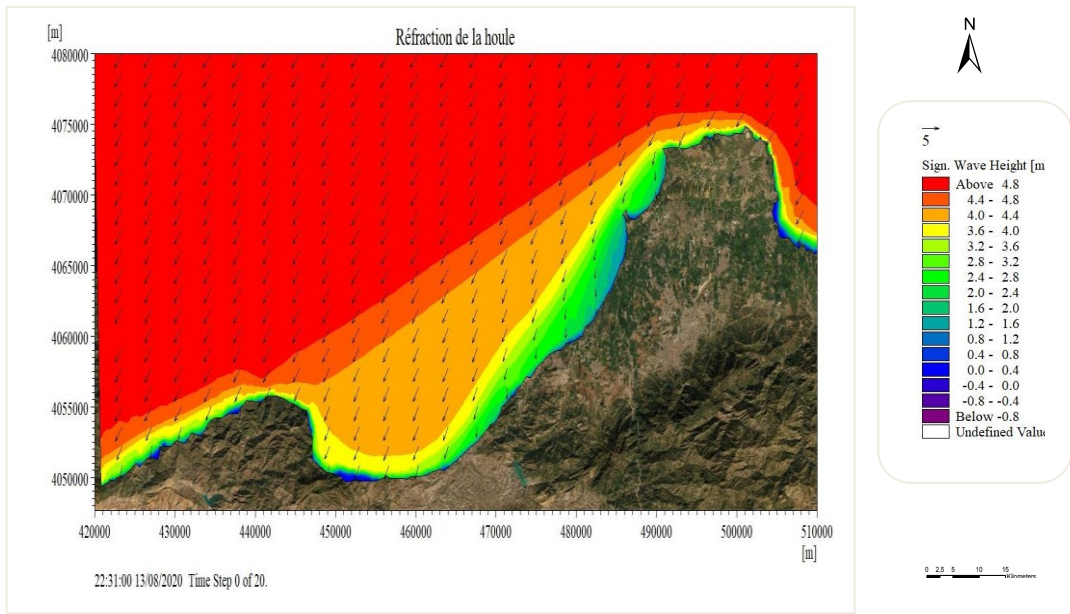 Réfraction de la houle
[m]
4080000
4075000
4070000
4065000
4060000
4055000
4050000
420000 430000 440000 450000 460000 470000 480000 490000 500000 510000
[m]
22:31:00 13/08/2020 Time Step 0 of 20.
N
5
Sign. Wave Height [m
Above 4.8
4.4 - 4.8
4.0 - 4.4
3.6 - 4.0
3.2 - 3.6
2.8 - 3.2
2.4 - 2.8
2.0 - 2.4
1.6 - 2.0
1.2 - 1.6
0.8 - 1.2
0.4 - 0.8
0.0 - 0.4
-0.4 - 0.0
-0.8 - -0.4
Below -0.8
Undefined Valu
0 2,5 5 10 15
Kilometers